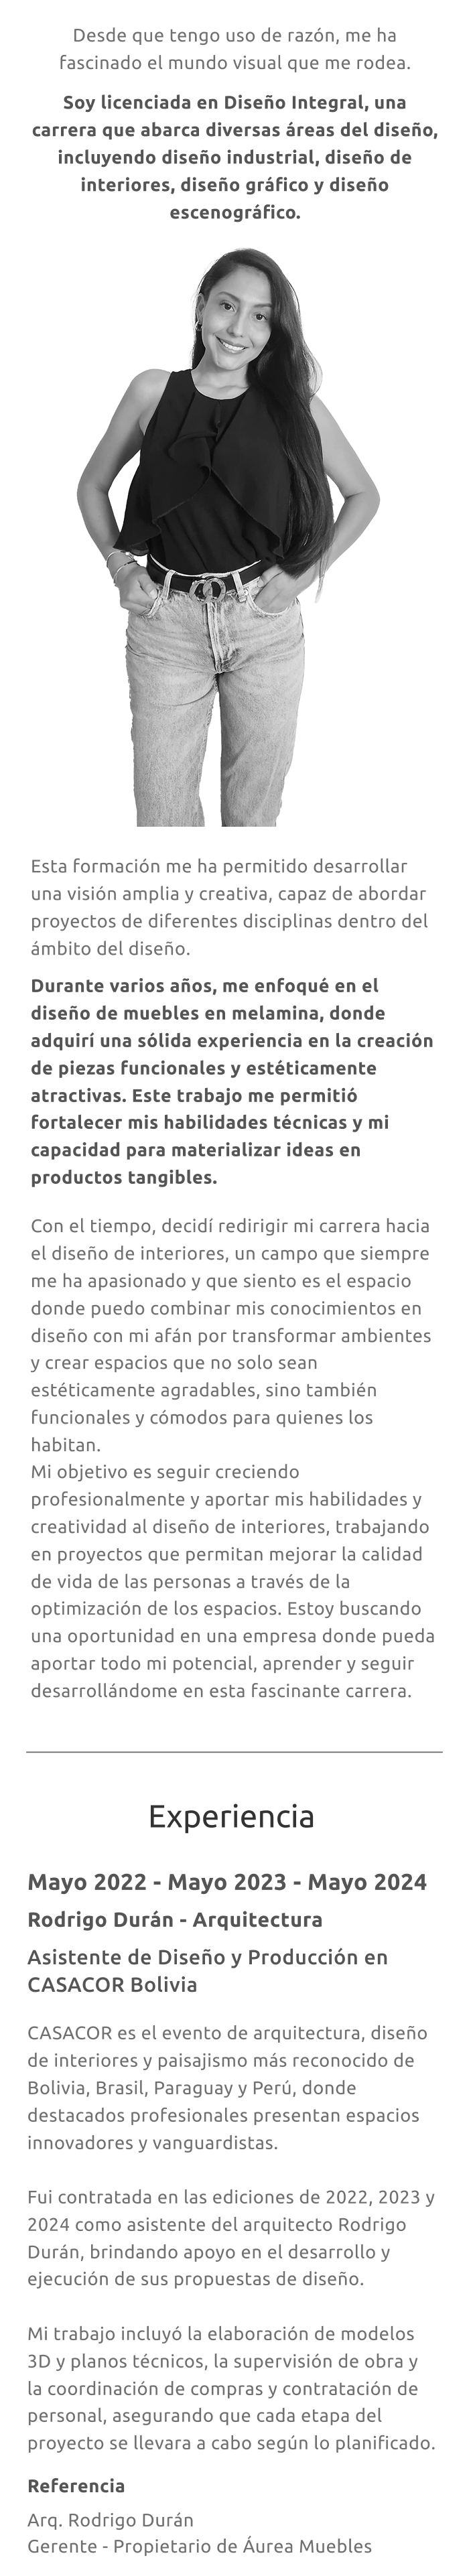 Desde que tengo uso de razón, me ha
fascinado el mundo visual que me rodea.
Soy licenciada en Diseño Integral, una
carrera que abarca diversas áreas del diseño,
incluyendo diseño industrial, diseño de
interiores, diseño gráfico y diseño
escenográfico.
Esta formación me ha permitido desarrollar
una visión amplia y creativa, capaz de abordar
proyectos de diferentes disciplinas dentro del
ámbito del diseño.
Durante varios años, me enfoqué en el
diseño de muebles en melamina, donde
adquirí una sólida experiencia en la creación
de piezas funcionales y estéticamente
atractivas. Este trabajo me permitió
fortalecer mis habilidades técnicas y mi
capacidad para materializar ideas en
productos tangibles.
Con el tiempo, decidí redirigir mi carrera hacia
el diseño de interiores, un campo que siempre
me ha apasionado y que siento es el espacio
donde puedo combinar mis conocimientos en
diseño con mi afán por transformar ambientes
y crear espacios que no solo sean
estéticamente agradables, sino también
funcionales y cómodos para quienes los
habitan.
Mi objetivo es seguir creciendo
profesionalmente y aportar mis habilidades y
creatividad al diseño de interiores, trabajando
en proyectos que permitan mejorar la calidad
de vida de las personas a través de la
optimización de los espacios. Estoy buscando
una oportunidad en una empresa donde pueda
aportar todo mi potencial, aprender y seguir
desarrollándome en esta fascinante carrera.
Experiencia
Mayo 2022 - Mayo 2023 - Mayo 2024
Rodrigo Durán - Arquitectura
Asistente de Diseño y Producción en
CASACOR Bolivia
CASACOR es el evento de arquitectura, diseño
de interiores y paisajismo más reconocido de
Bolivia, Brasil, Paraguay y Perú, donde
destacados profesionales presentan espacios
innovadores y vanguardistas.
Fui contratada en las ediciones de 2022, 2023 y
2024 como asistente del arquitecto Rodrigo
Durán, brindando apoyo en el desarrollo y
ejecución de sus propuestas de diseño.
Mi trabajo incluyó la elaboración de modelos
3D y planos técnicos, la supervisión de obra y
la coordinación de compras y contratación de
personal, asegurando que cada etapa del
proyecto se llevara a cabo según lo planificado.
Referencia
Arq. Rodrigo Durán
Gerente - Propietario de Áurea Muebles